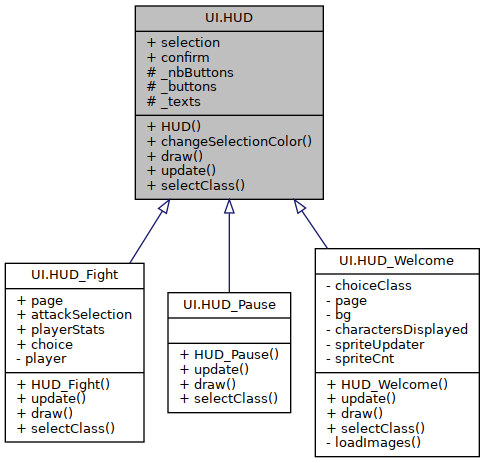 UI.HUD
+ selection
+ confirm
# _nbButtons
# _buttons
# _texts
+ HUD()
+ changeSelectionColor()
+ draw()
+ update()
+ selectClass()
UI.HUD_Fight
+ page
+ attackSelection
+ playerStats
+ choice
- player
+ HUD_Fight()
+ update()
+ draw()
+ selectClass()
UI.HUD_Pause
+ HUD_Pause()
+ update()
+ draw()
+ selectClass()
UI.HUD_Welcome
- choiceClass
- page
- bg
- charactersDisplayed
- spriteUpdater
- spriteCnt
+ HUD_Welcome()
+ update()
+ draw()
+ selectClass()
- loadImages()